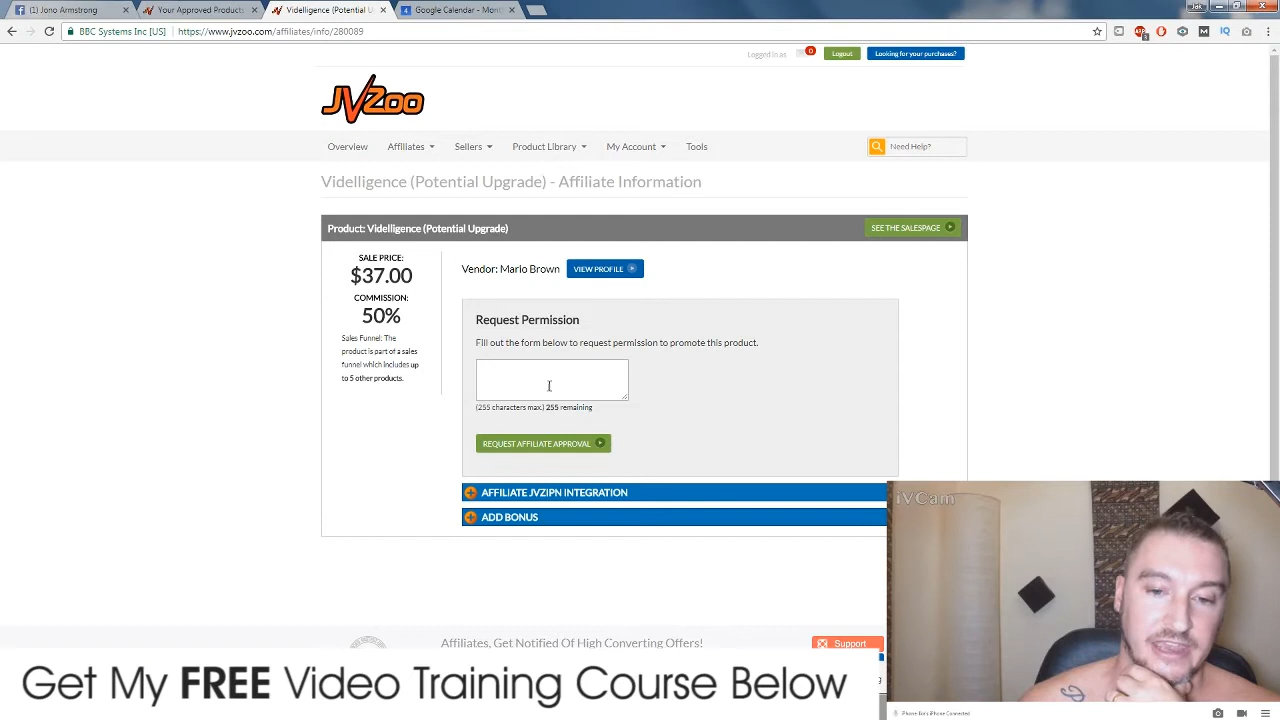 (1) Jono Armstrong
Your Approved Products
Videlligence (Potential U
Google Calendar - Mon
Jak
BBC Systems Inc [US] https://www.jvzoo.com/affiliates/info/280089
Logged in as 0 Logout Looking for your purchases?
JVZoo
Overview Affiliates Sellers Product Library My Account Tools Need Help?
Videlligence (Potential Upgrade) - Affiliate Information
Product: Videlligence (Potential Upgrade) SEE THE SALESPAGE
SALE PRICE:
$37.00
COMMISSION:
50%
Sales Funnel: The
product is part of a sales
funnel which includes up
to 5 other products.
Vendor: Mario Brown VIEW PROFILE
Request Permission
Fill out the form below to request permission to promote this product.
(255 characters max.) 255 remaining
REQUEST AFFILIATE APPROVAL
AFFILIATE JVZIPN INTEGRATION
ADD BONUS
iVCam
Affiliates, Get Notified Of High Converting Offers!
Support
Get My FREE Video Training Course Below